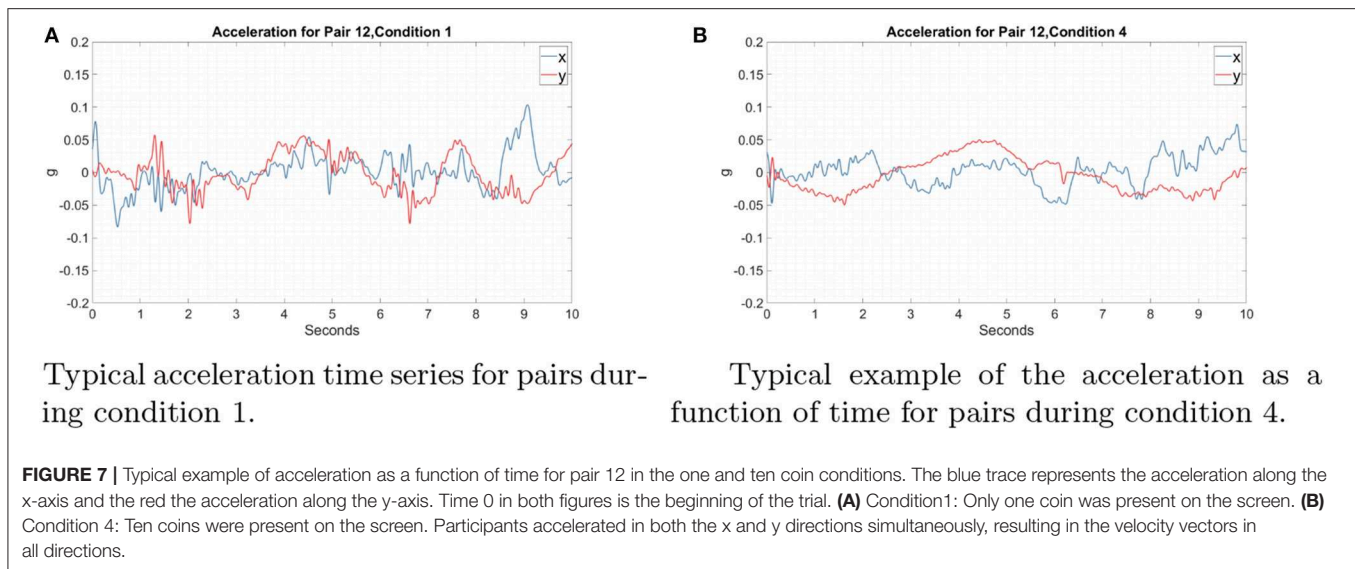 A
Acceleration for Pair 12,Condition 1
x
y
0.2
0.15
0.1
0.05
0
-0.05
-0.1
-0.15
-0.2
g
0 1 2 3 4 5 6 7 8 9 10
Seconds
Typical acceleration time series for pairs dur-
ing condition 1.
B
Acceleration for Pair 12,Condition 4
x
y
0.2
0.15
0.1
0.05
0
-0.05
-0.1
-0.15
-0.2
g
0 1 2 3 4 5 6 7 8 9 10
Seconds
Typical example of the acceleration as a
function of time for pairs during condition 4.
FIGURE 7 | Typical example of acceleration as a function of time for pair 12 in the one and ten coin conditions. The blue trace represents the acceleration along the
x-axis and the red the acceleration along the y-axis. Time 0 in both figures is the beginning of the trial. (A) Condition1: Only one coin was present on the screen. (B)
Condition 4: Ten coins were present on the screen. Participants accelerated in both the x and y directions simultaneously, resulting in the velocity vectors in
all directions.